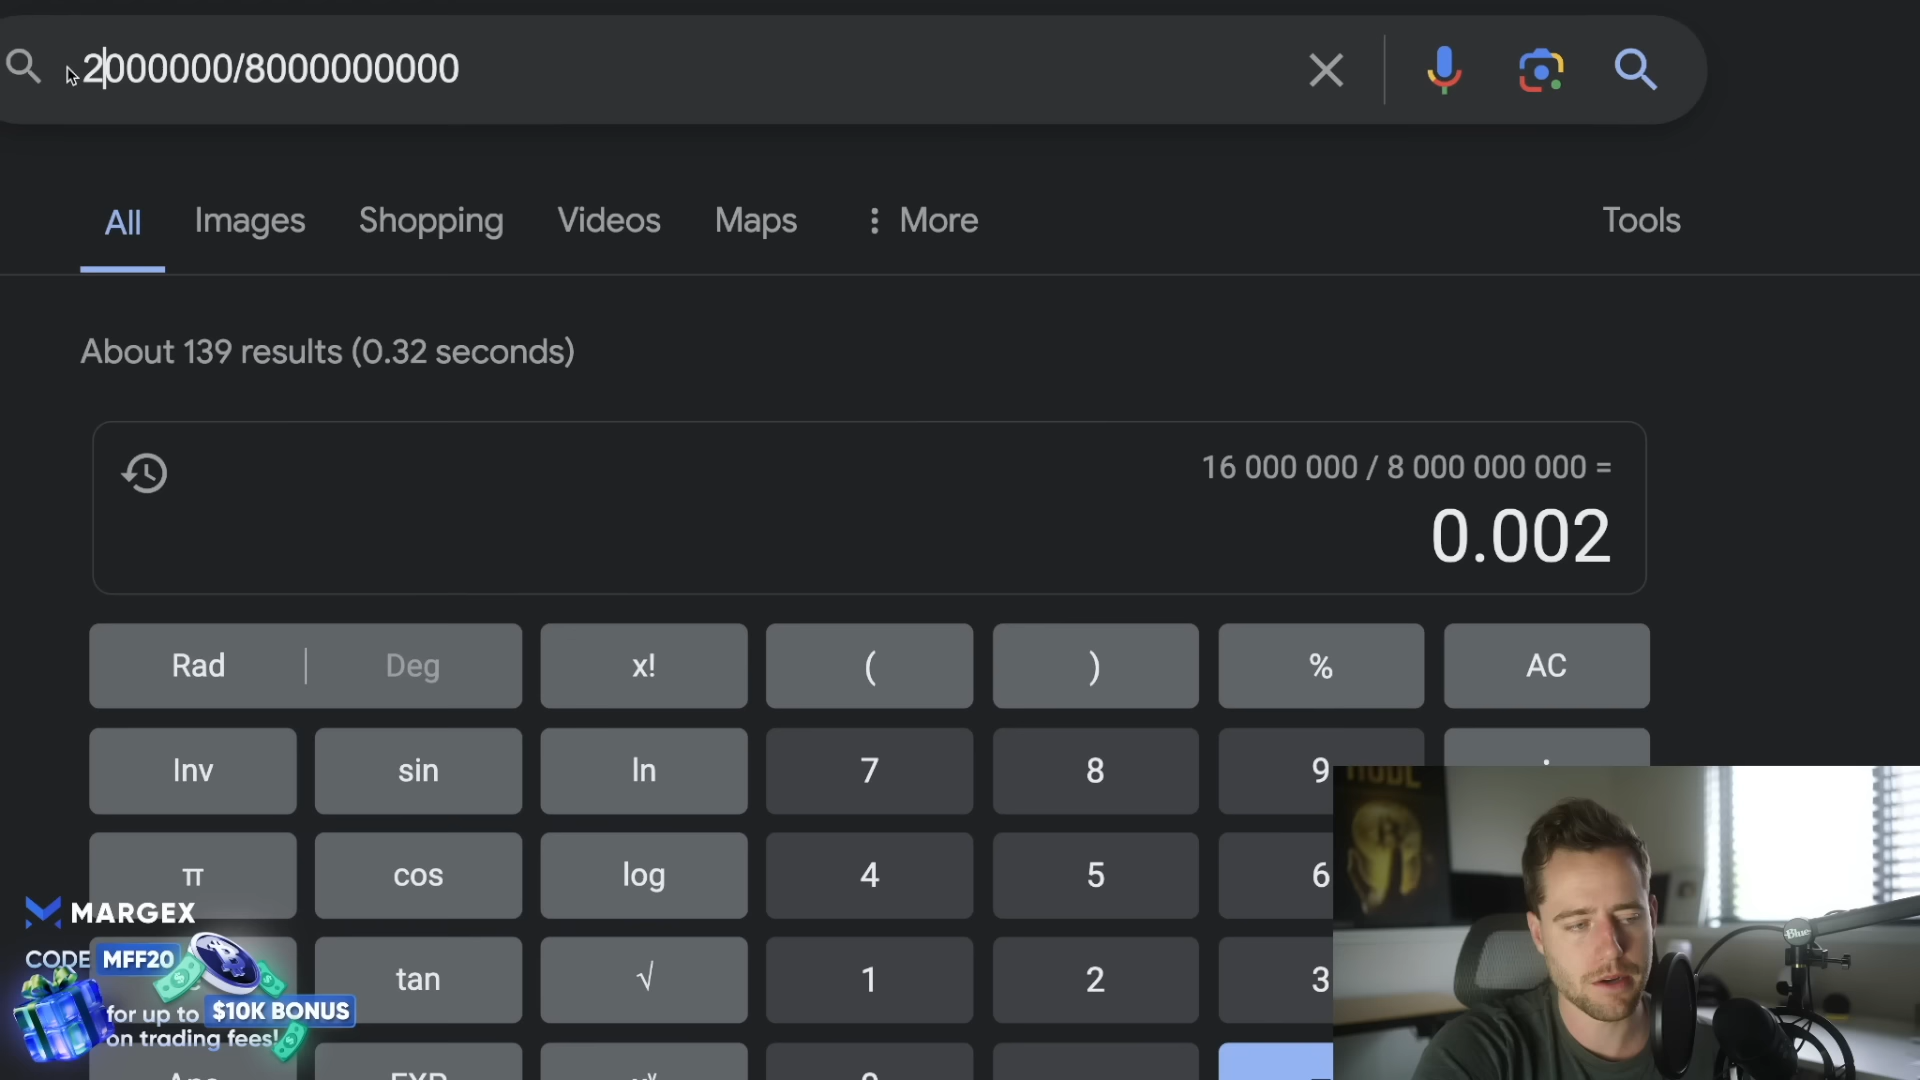 2000000/8000000000
All Images Shopping Videos Maps More Tools
About 139 results (0.32 seconds)
16 000 000 / 8 000 000 000 =
0.002
Rad Deg x! ( ) % AC
Inv sin ln 7 8 9
π cos log 4 5 6
tan √ 1 2 3
MARGEX
CODE MFF20
for up to $10K BONUS
on trading fees!
Blue